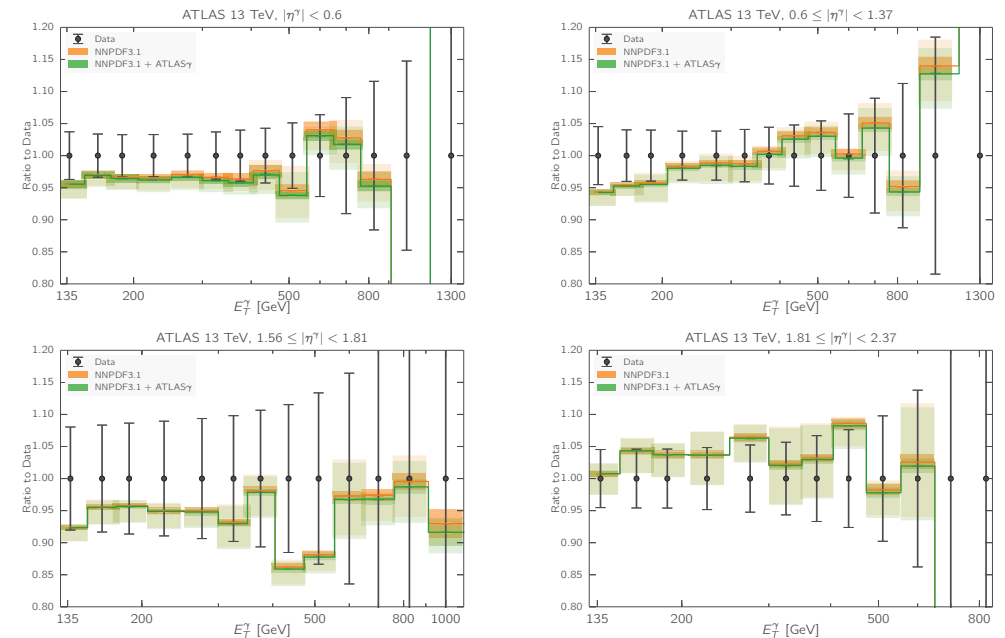 ATLAS 13 TeV, |η^γ| < 0.6
1.20
1.15
1.10
1.05
1.00
0.95
0.90
0.85
0.80
Ratio to Data
Data
NNPDF3.1
NNPDF3.1 + ATLASγ
135
200
500
800
1300
E_T^γ [GeV]
ATLAS 13 TeV, 0.6 ≤ |η^γ| < 1.37
1.20
1.15
1.10
1.05
1.00
0.95
0.90
0.85
0.80
Ratio to Data
Data
NNPDF3.1
NNPDF3.1 + ATLASγ
135
200
500
800
1300
E_T^γ [GeV]
ATLAS 13 TeV, 1.56 ≤ |η^γ| < 1.81
1.20
1.15
1.10
1.05
1.00
0.95
0.90
0.85
0.80
Ratio to Data
Data
NNPDF3.1
NNPDF3.1 + ATLASγ
135
200
500
800
1000
E_T^γ [GeV]
ATLAS 13 TeV, 1.81 ≤ |η^γ| < 2.37
1.20
1.15
1.10
1.05
1.00
0.95
0.90
0.85
0.80
Ratio to Data
Data
NNPDF3.1
NNPDF3.1 + ATLASγ
135
200
500
800
E_T^γ [GeV]